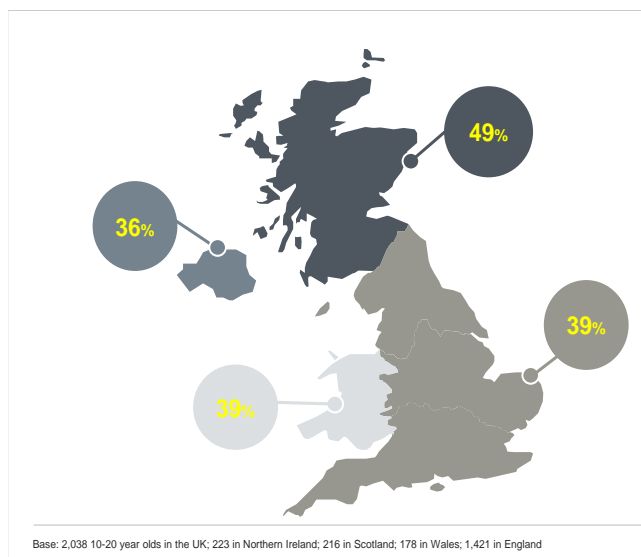 49%
36%
39%
39%
Base: 2,038 10-20 year olds in the UK; 223 in Northern Ireland; 216 in Scotland; 178 in Wales; 1,421 in England